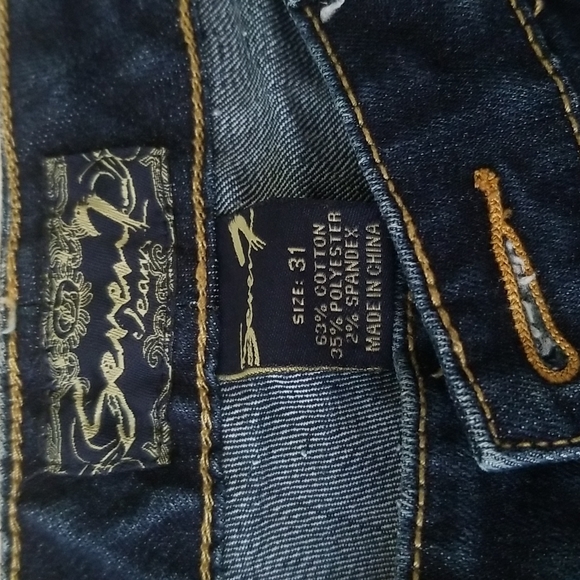 Seven7
Jeans
Seven7
SIZE: 31
63% COTTON
35% POLYESTER
2% SPANDEX
MADE IN CHINA